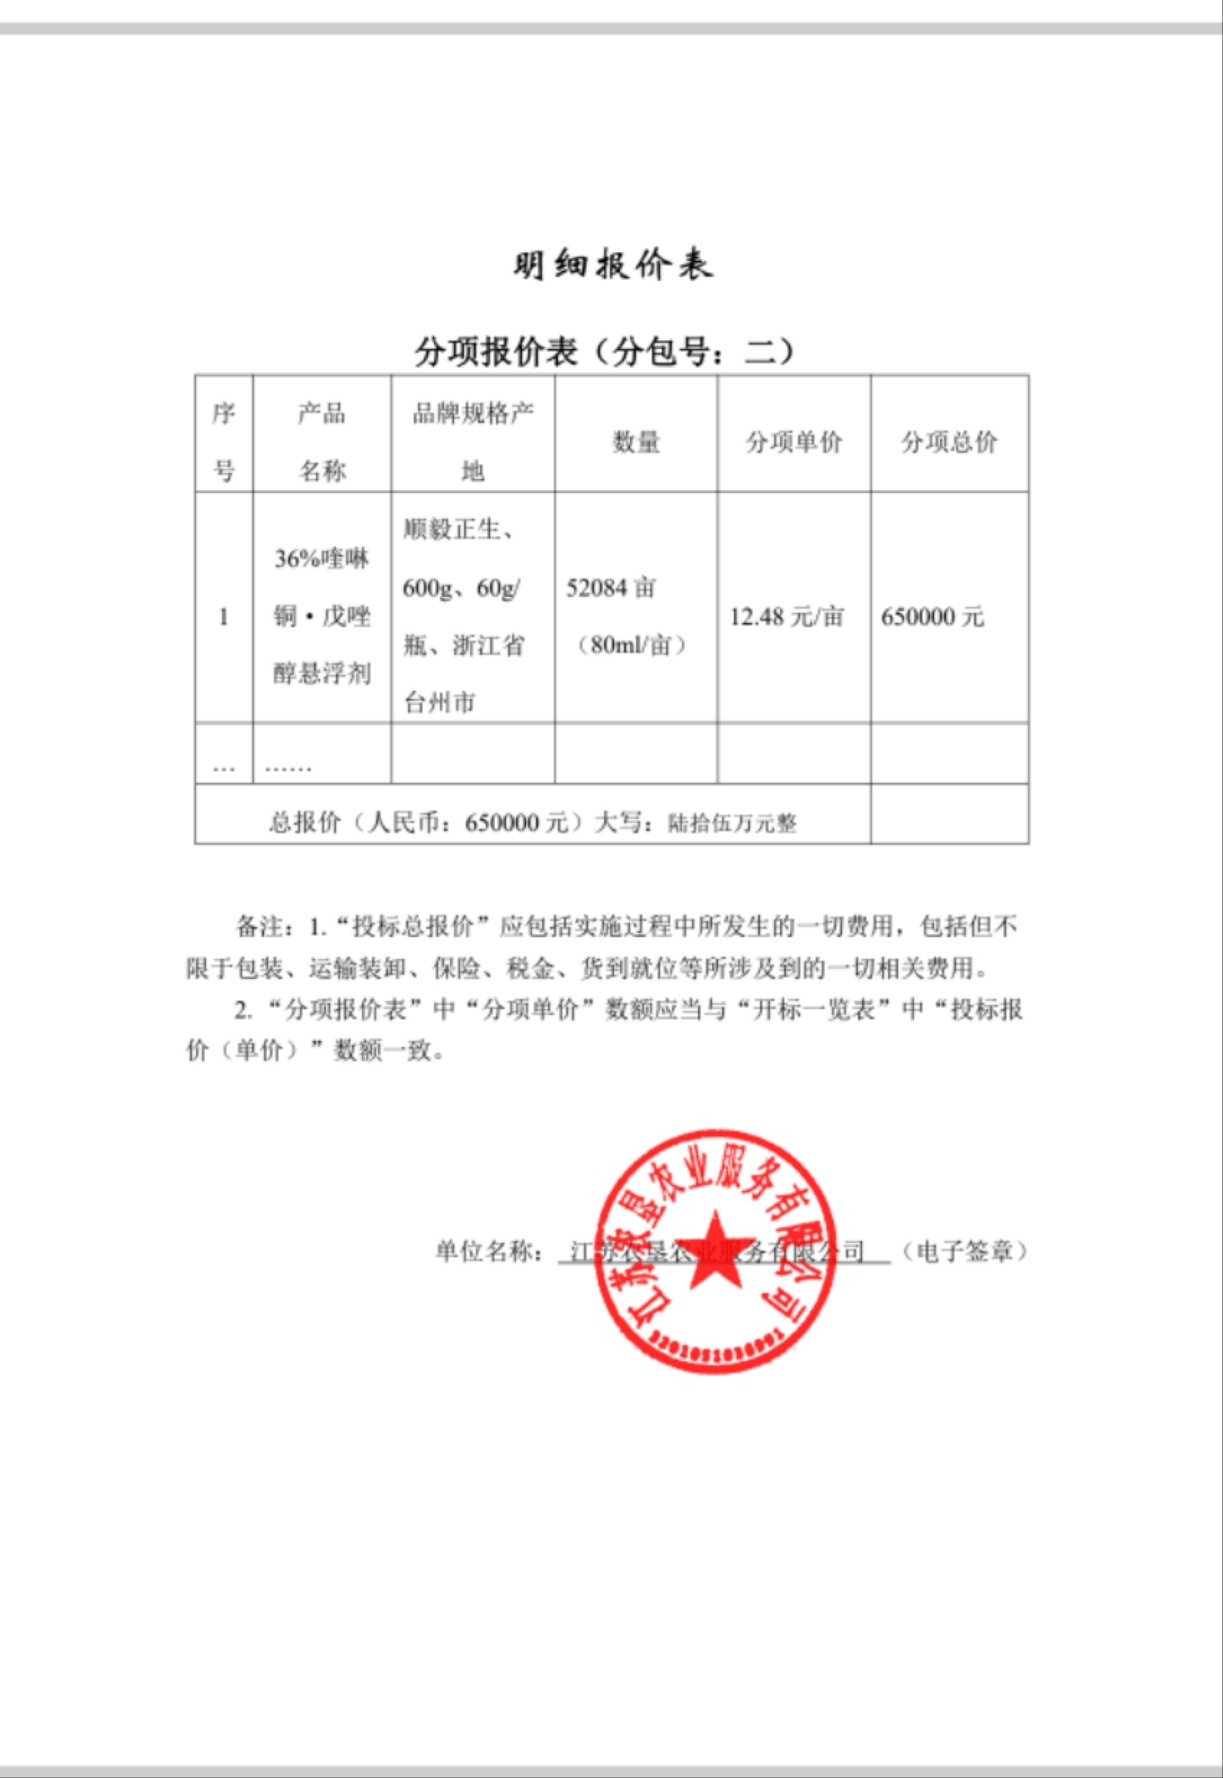 明细报价表
分项报价表（分包号：二）
序号
产品名称
品牌规格产地
数量
分项单价
分项总价
1
36%喹啉
铜·戊唑
醇悬浮剂
顺毅正生、
600g、60g/
瓶、浙江省
台州市
52084 亩
（80ml/亩）
12.48 元/亩
650000 元
…
……
总报价（人民币：650000 元）大写：陆拾伍万元整
备注：1.“投标总报价”应包括实施过程中所发生的一切费用，包括但不
限于包装、运输装卸、保险、税金、货到就位等所涉及到的一切相关费用。
2. “分项报价表”中“分项单价”数额应当与“开标一览表”中“投标报
价（单价）”数额一致。
单位名称： 江苏农垦农业服务有限公司 （电子签章）
江苏农垦农业服务有限公司